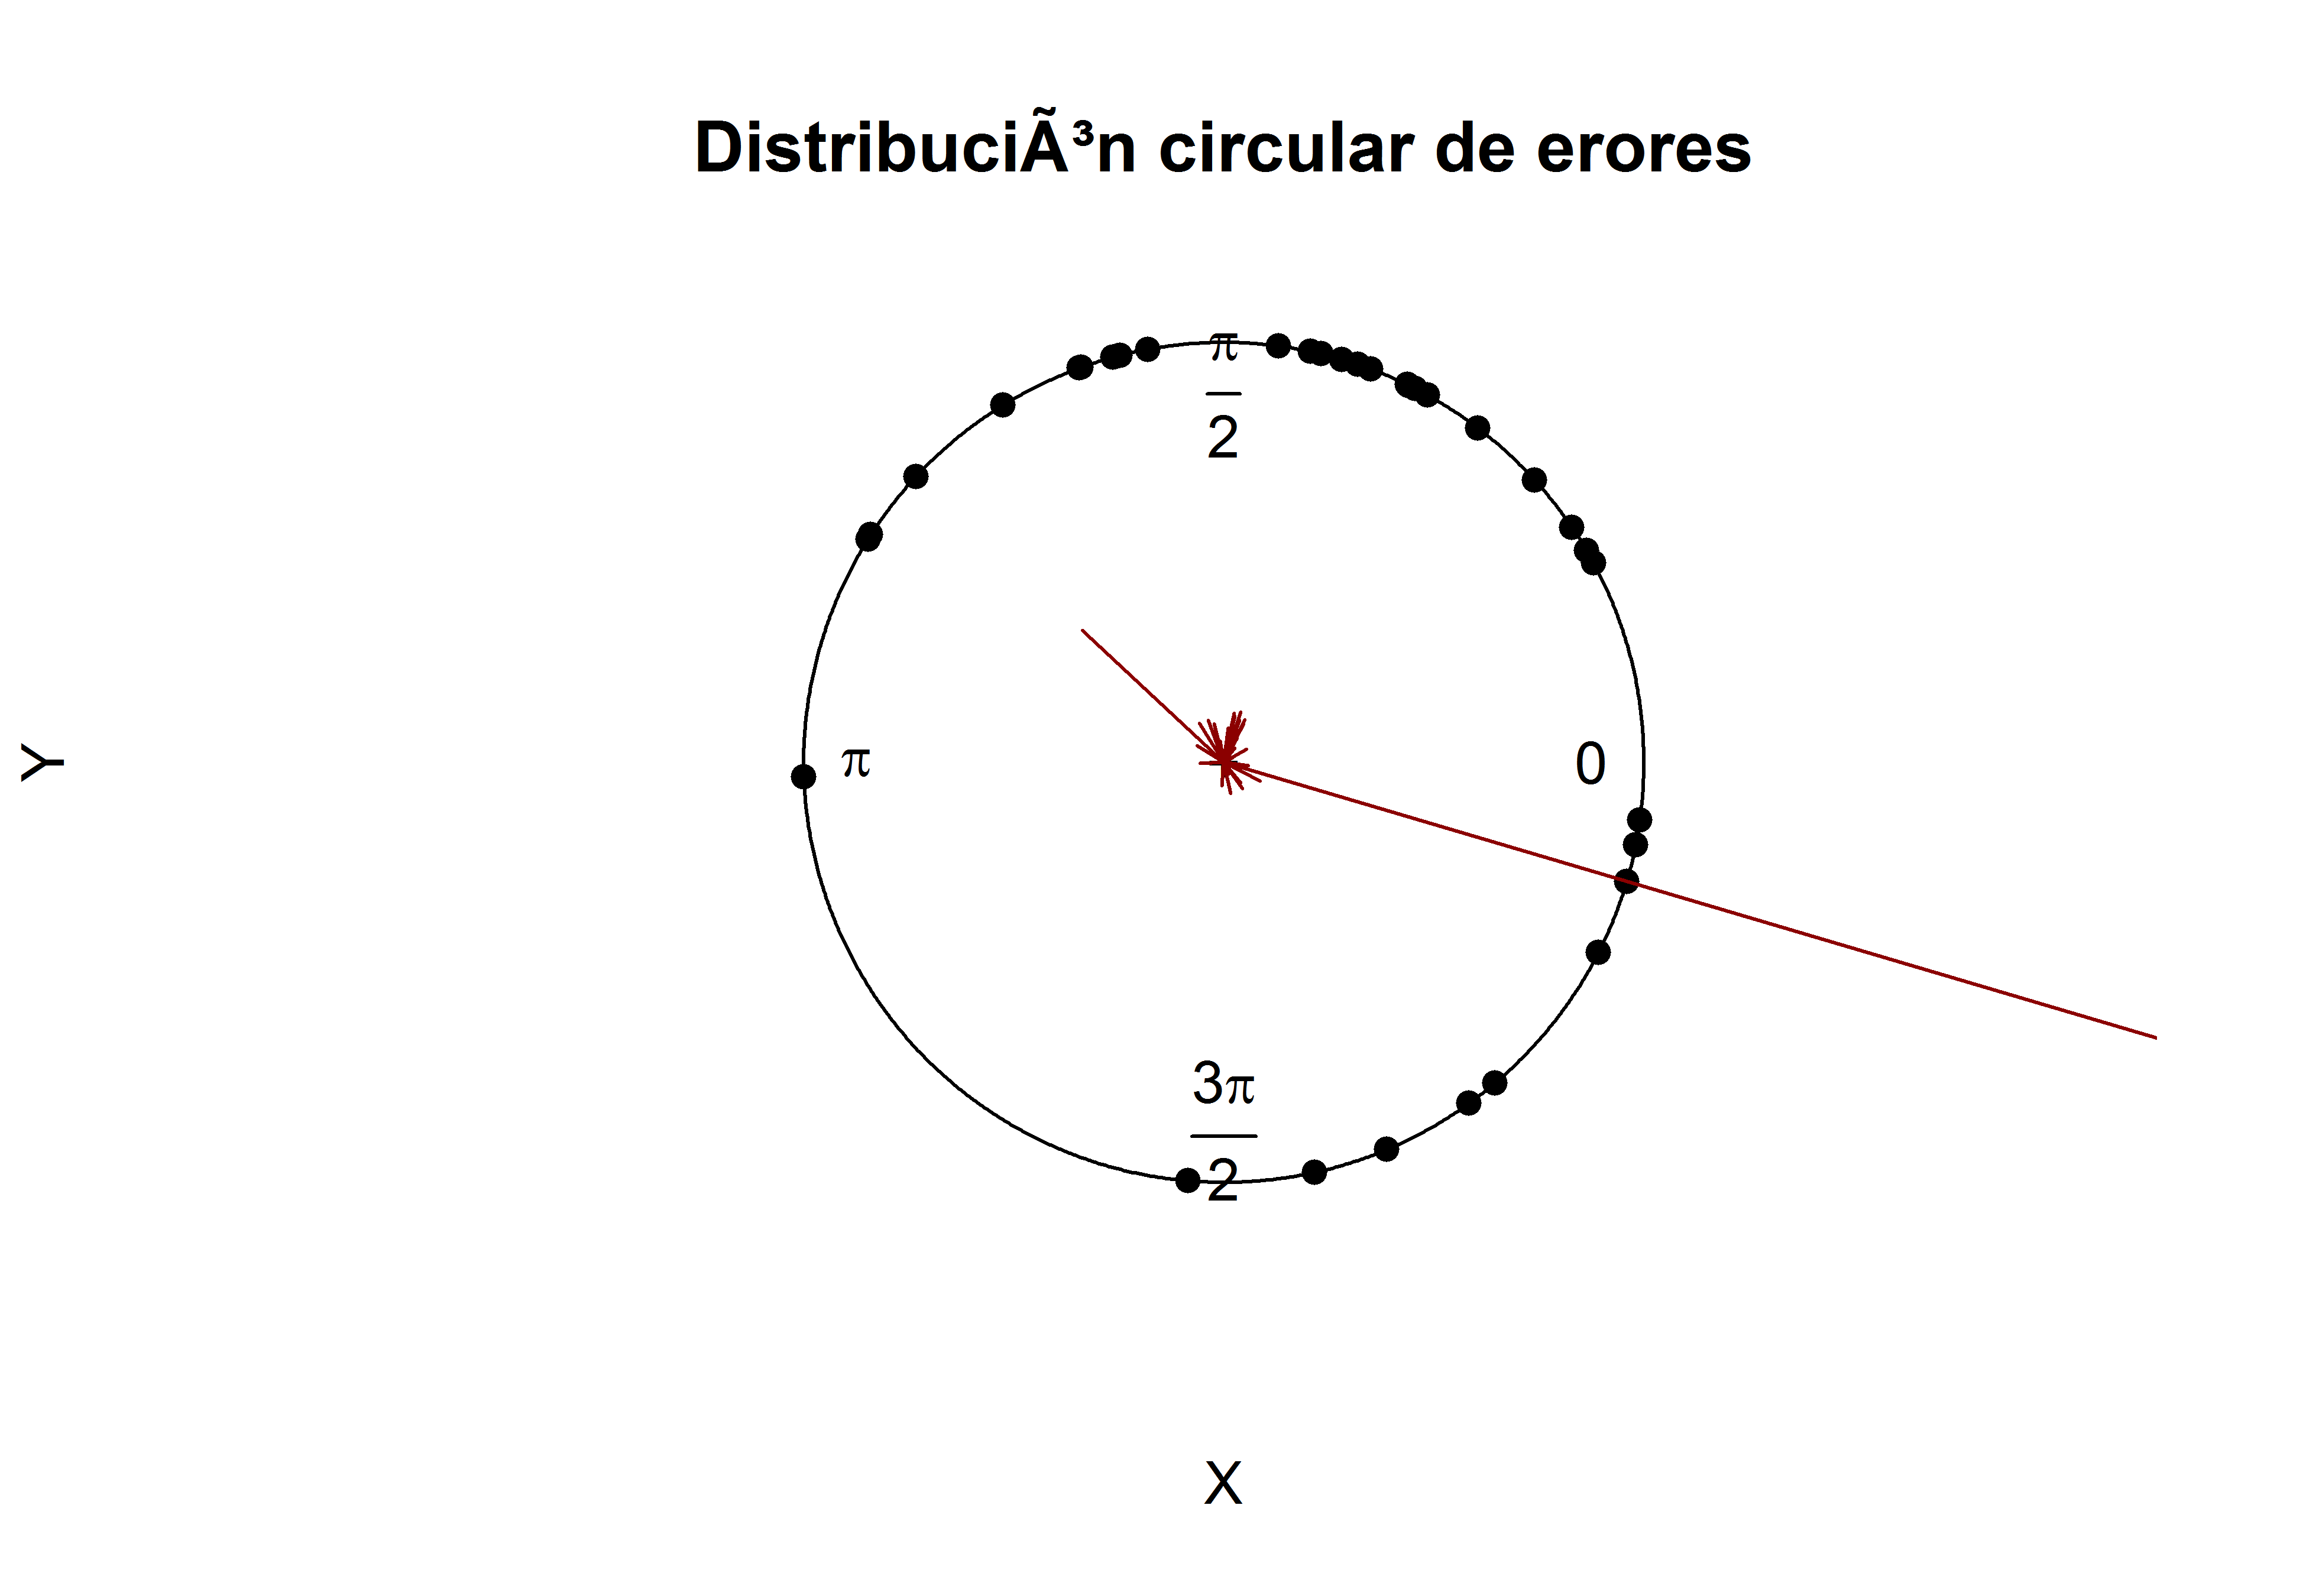 DistribuciÃ³n circular de erores
π
2
Y
π
0
3π
2
X